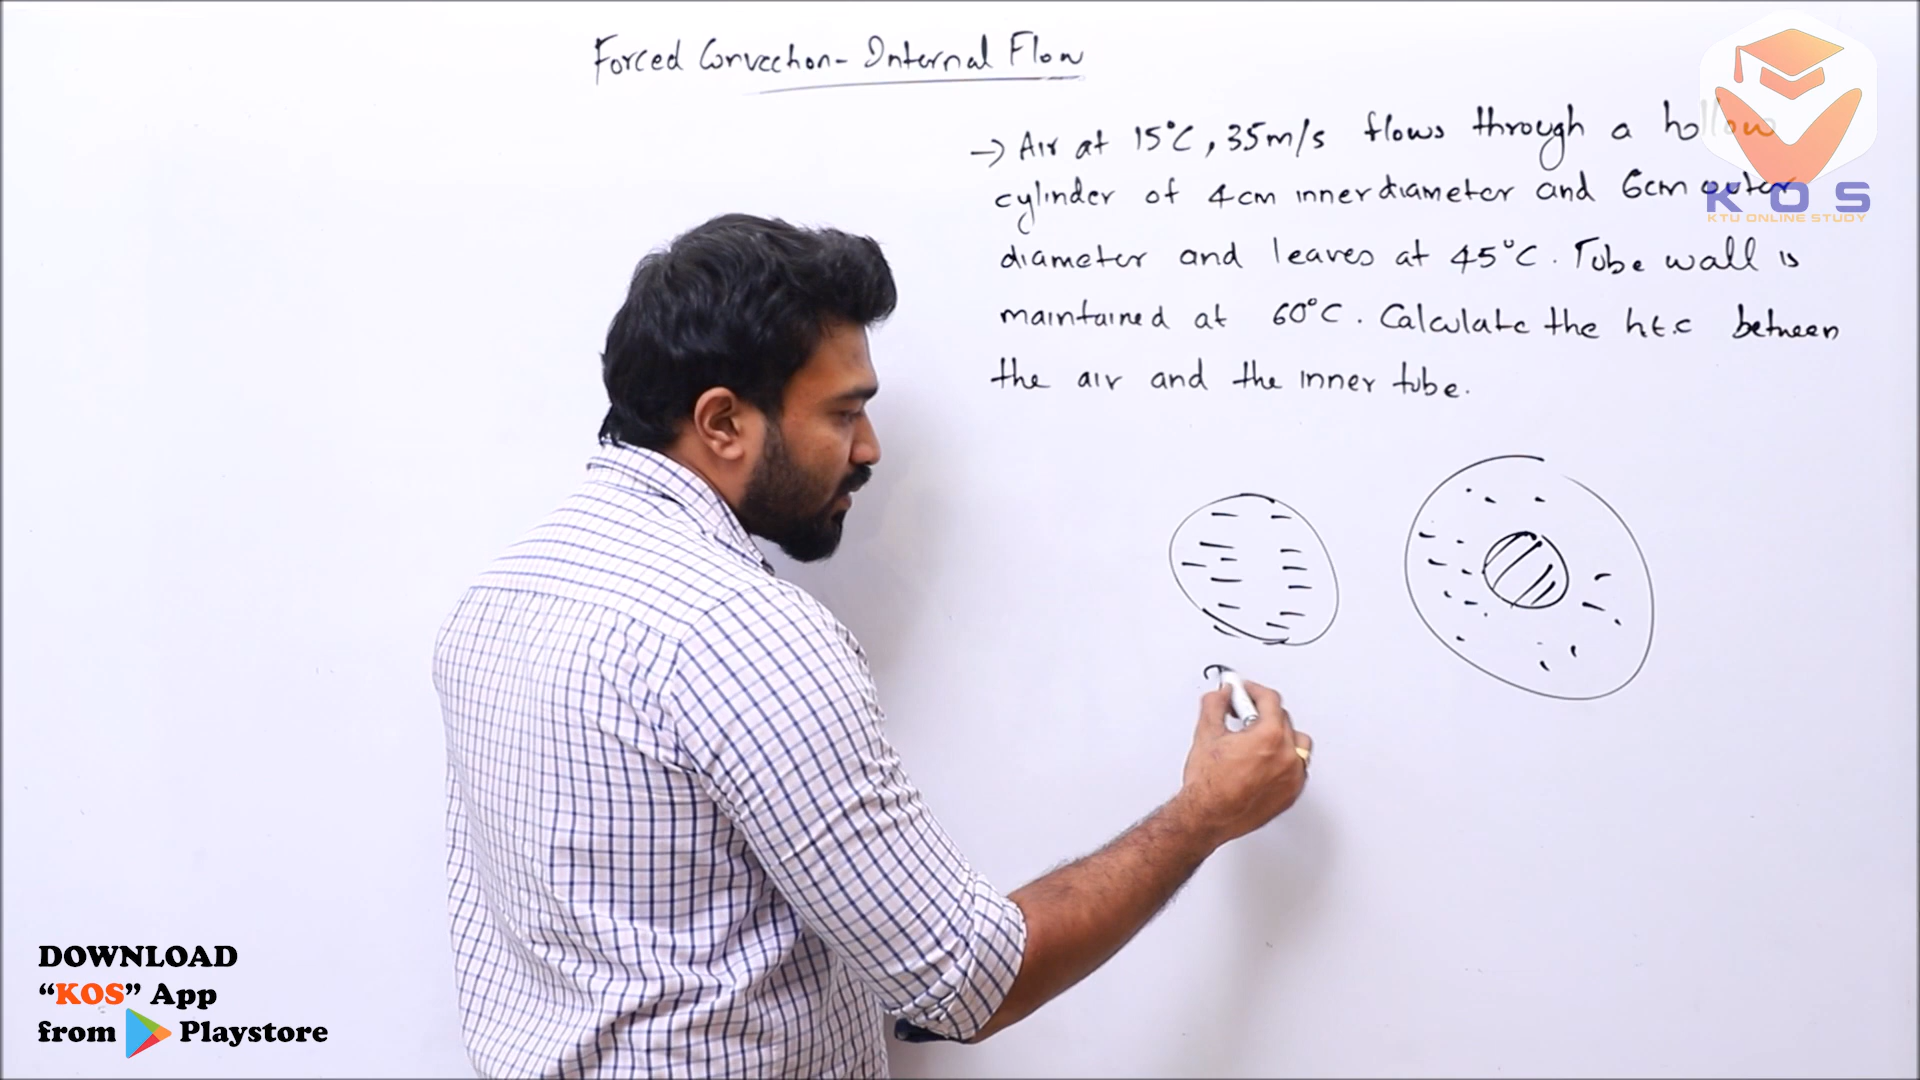 Forced Convection - Internal Flow
→ Air at 15°C, 35m/s flows through a hollow
cylinder of 4cm inner diameter and 6cm outer
diameter and leaves at 45°C. Tube wall is
maintained at 60°C. Calculate the h.t.c between
the air and the inner tube.
KOS
KTU ONLINE STUDY
DOWNLOAD
“KOS” App
from Playstore